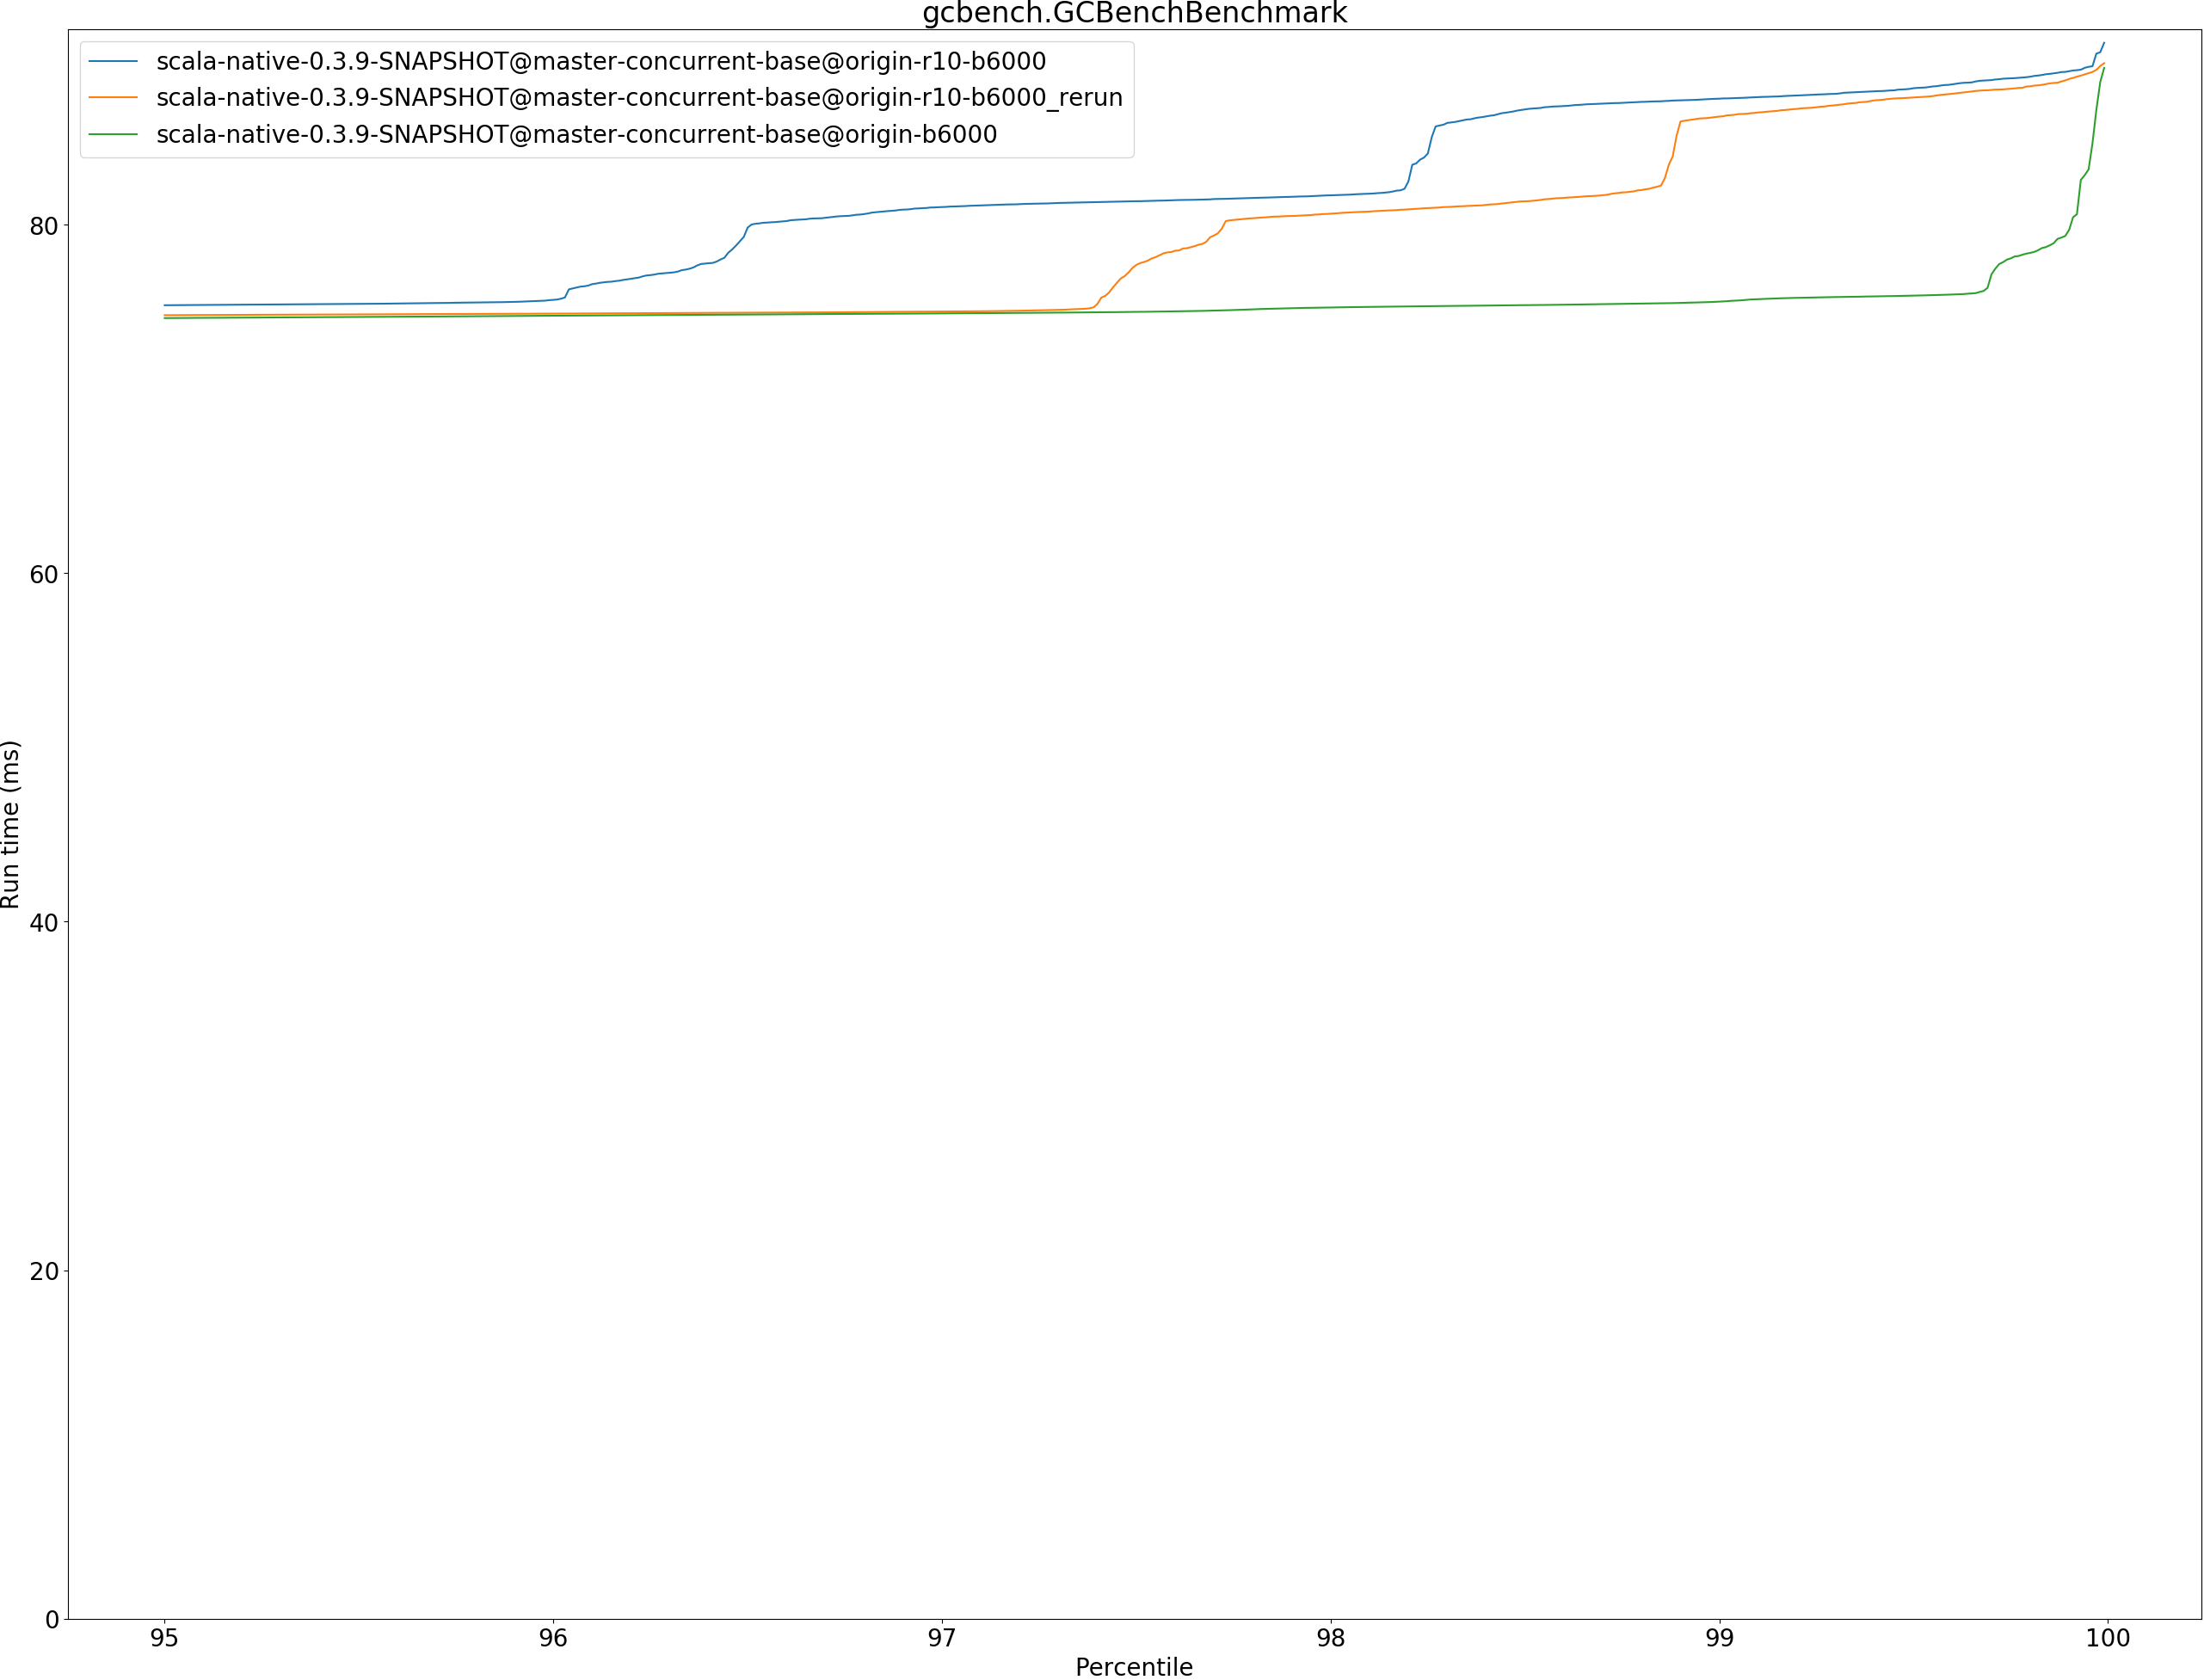 gcbench.GCBenchBenchmark
scala-native-0.3.9-SNAPSHOT@master-concurrent-base@origin-r10-b6000
scala-native-0.3.9-SNAPSHOT@master-concurrent-base@origin-r10-b6000_rerun
scala-native-0.3.9-SNAPSHOT@master-concurrent-base@origin-b6000
80
60
40
20
0
Run time (ms)
95 96 97 98 99 100
Percentile